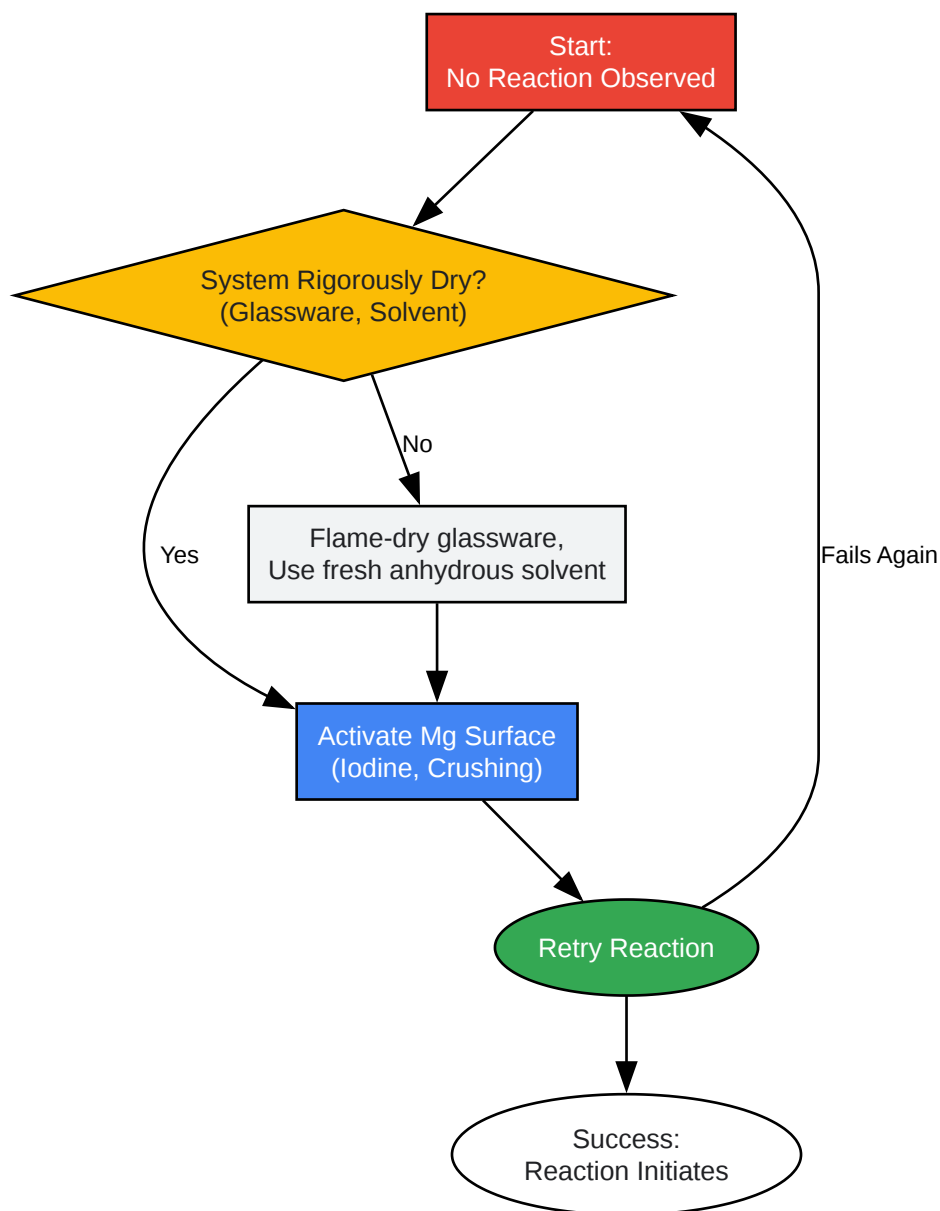 Start:
No Reaction Observed
System Rigorously Dry?
(Glassware, Solvent)
No
Flame-dry glassware,
Use fresh anhydrous solvent
Yes
Fails Again
Activate Mg Surface
(Iodine, Crushing)
Retry Reaction
Success:
Reaction Initiates